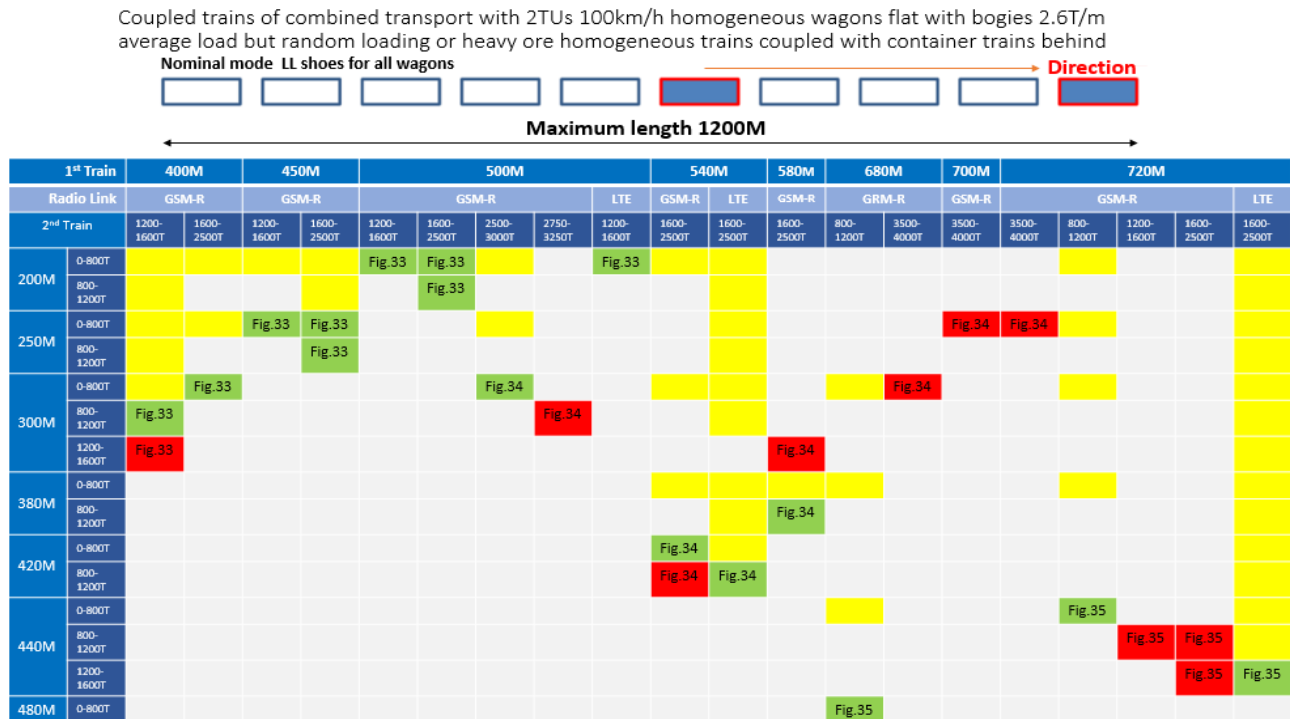 Coupled trains of combined transport with 2TUs 100km/h homogeneous wagons flat with bogies 2.6T/m
average load but random loading or heavy ore homogeneous trains coupled with container trains behind
Nominal mode LL shoes for all wagons
Direction
Maximum length 1200M
1st Train 400M 450M 500M 540M 580M 680M 700M 720M
Radio Link GSM-R GSM-R GSM-R LTE GSM-R LTE GSM-R GRM-R GSM-R GSM-R LTE
2nd Train 1200-1600T 1600-2500T 1200-1600T 1600-2500T 1200-1600T 1600-2500T 2500-3000T 2750-3250T 1200-1600T 1600-2500T 1600-2500T 1600-2500T 800-1200T 3500-4000T 3500-4000T 3500-4000T 800-1200T 1200-1600T 1600-2500T 1600-2500T
200M 0-800T Fig.33 Fig.33 Fig.33
800-1200T Fig.33
250M 0-800T Fig.33 Fig.33 Fig.34 Fig.34
800-1200T Fig.33
300M 0-800T Fig.33 Fig.34 Fig.34
800-1200T Fig.33 Fig.34
1200-1600T Fig.33 Fig.34
380M 0-800T
800-1200T Fig.34
420M 0-800T Fig.34
800-1200T Fig.34 Fig.34
440M 0-800T Fig.35
800-1200T Fig.35 Fig.35
1200-1600T Fig.35 Fig.35
480M 0-800T Fig.35